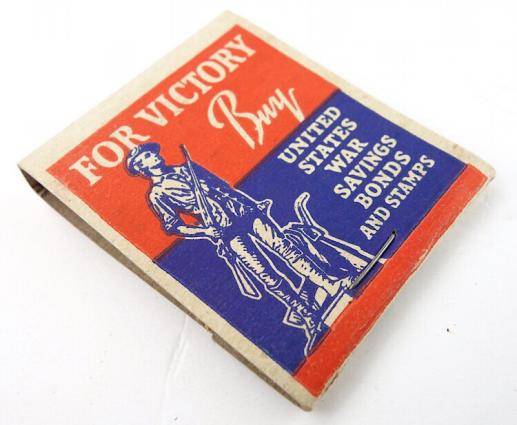 FOR VICTORY
Buy
UNITED
STATES
WAR
SAVINGS
BONDS
AND STAMPS